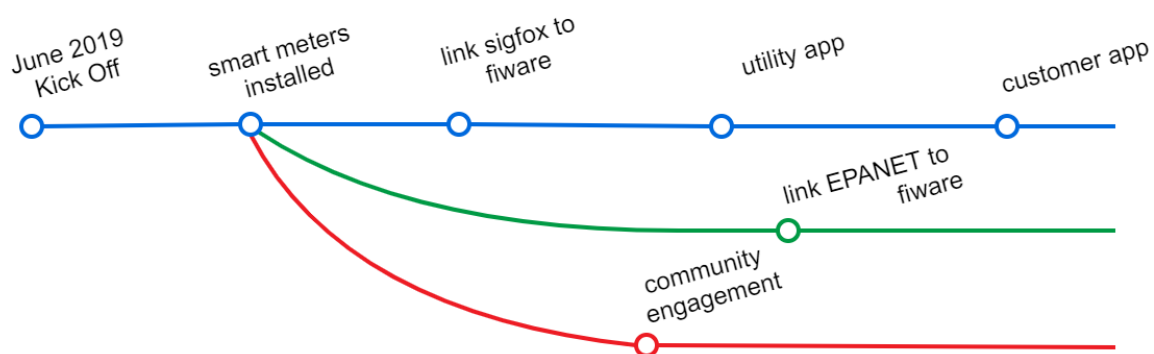 June 2019
Kick Off
smart meters
installed
link sigfox to
fiware
utility app
customer app
link EPANET to
fiware
community
engagement